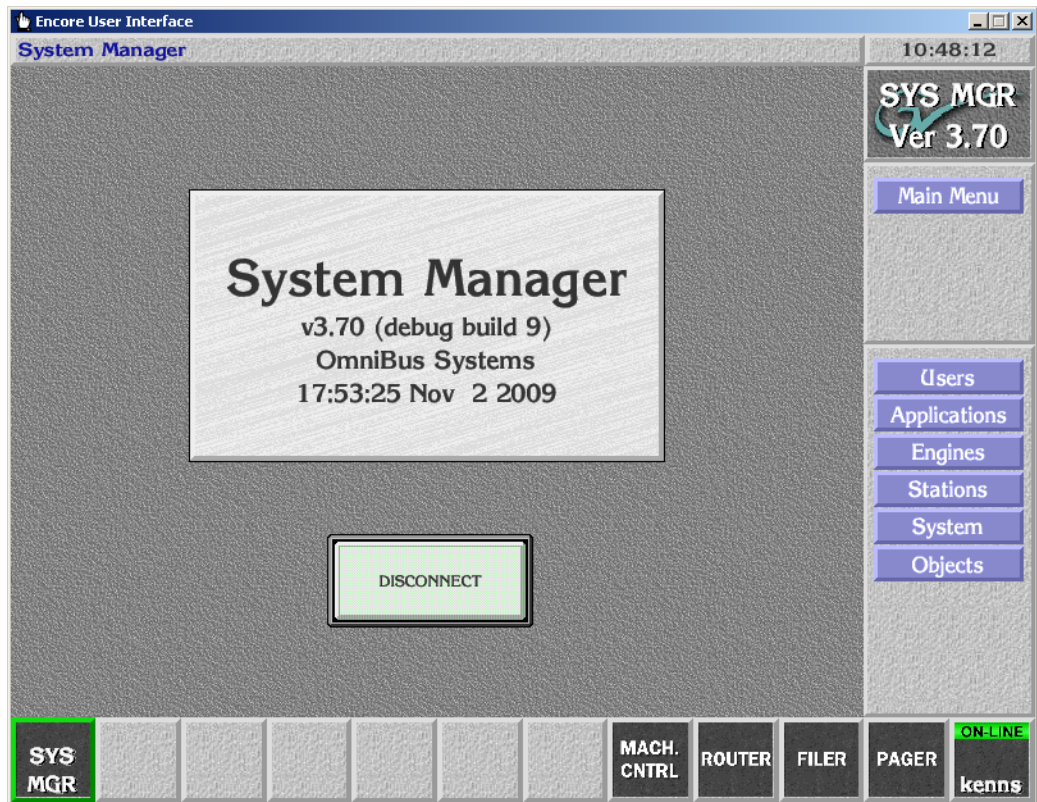 Encore User Interface
System Manager
10:48:12
SYS MGR
Ver 3.70
Main Menu
System Manager
v3.70 (debug build 9)
OmniBus Systems
17:53:25 Nov  2 2009
DISCONNECT
Users
Applications
Engines
Stations
System
Objects
SYS
MGR
MACH.
CNTRL
ROUTER
FILER
PAGER
ON-LINE
kenns